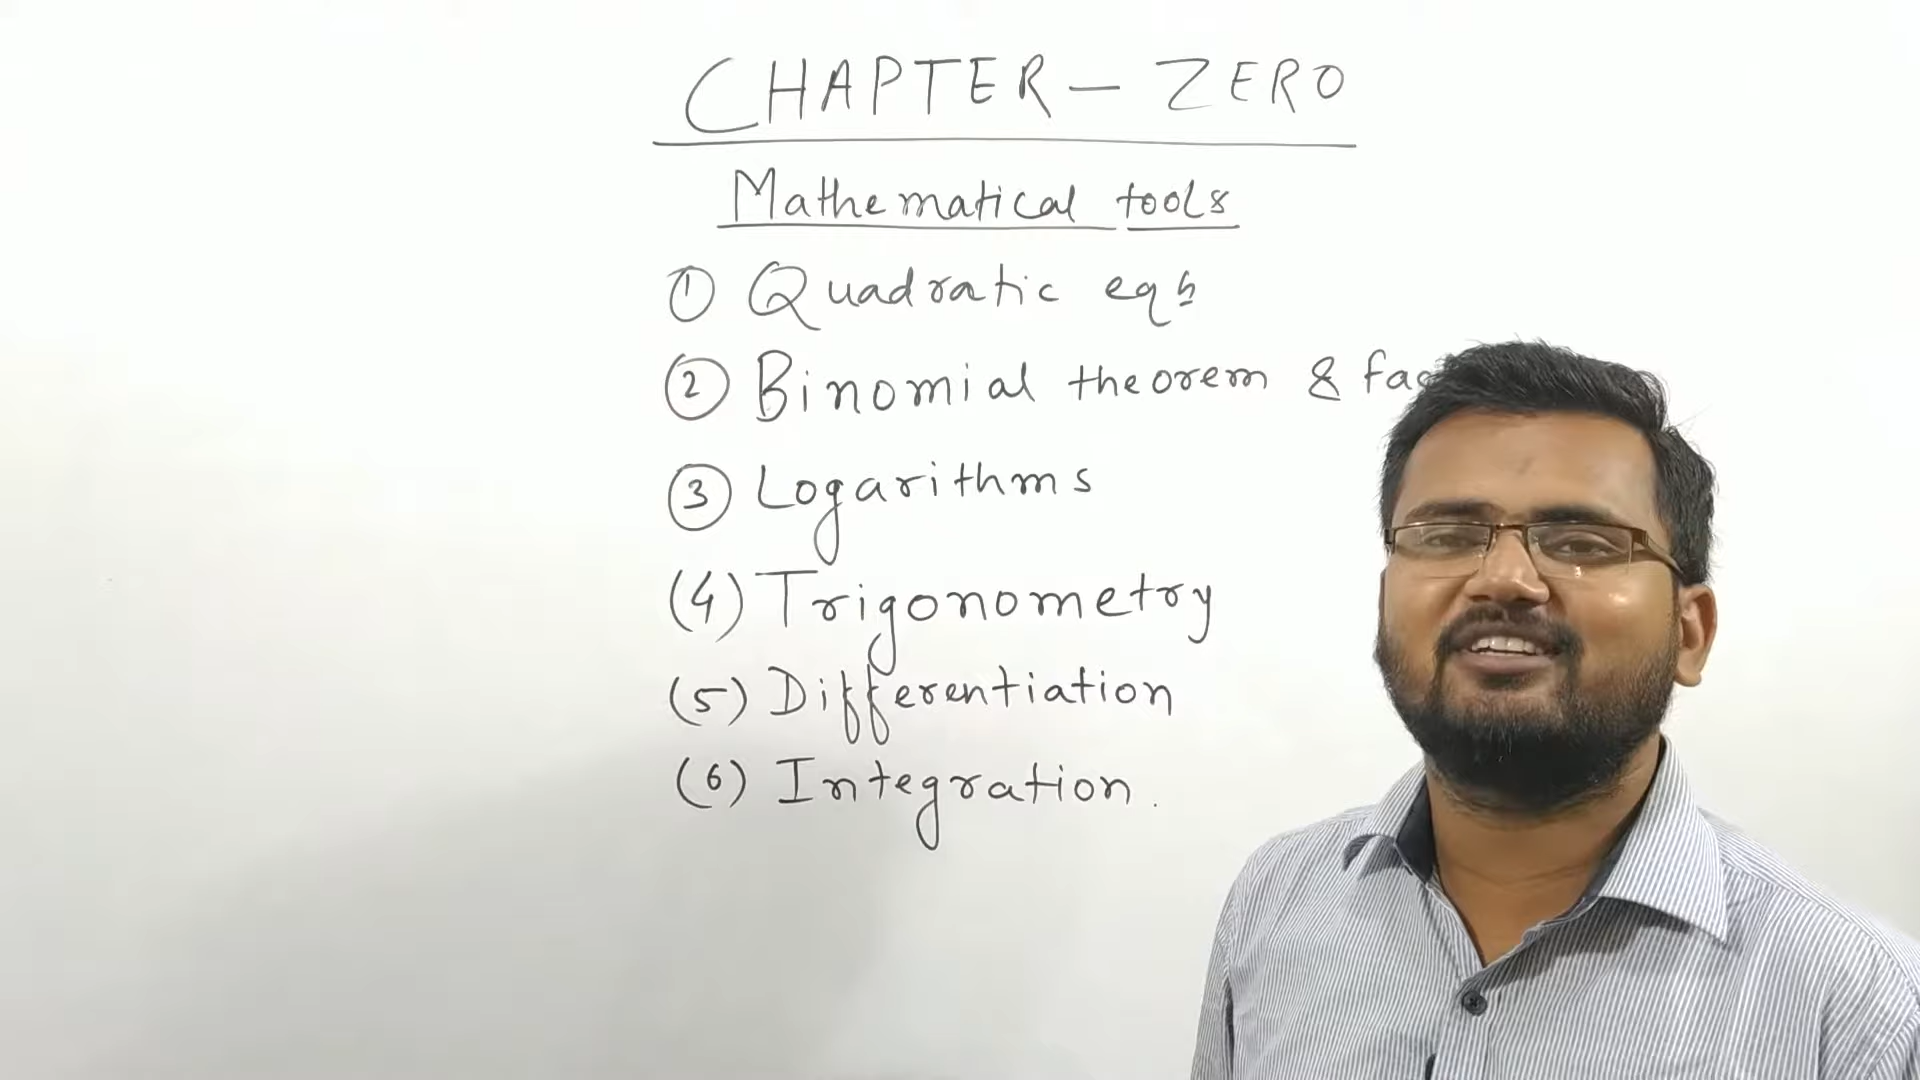 CHAPTER – ZERO
Mathematical tools
① Quadratic eqn
② Binomial theorem &
③ Logarithms
(4) Trigonometry
(5) Differentiation
(6) Integration.